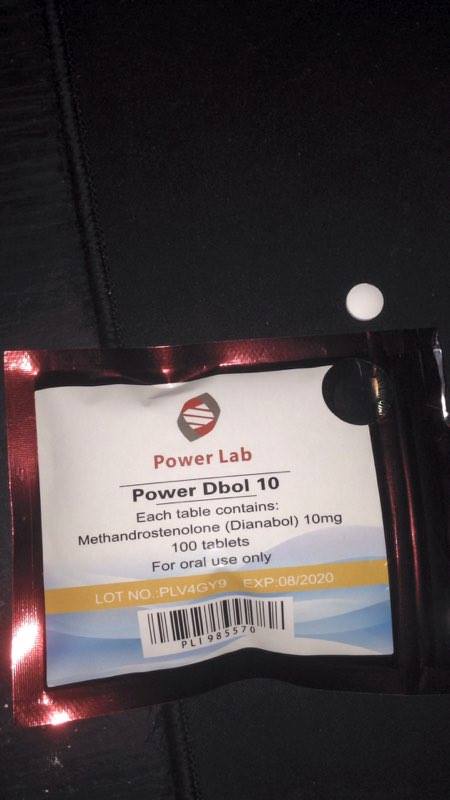 Power Lab
Power Dbol 10
Each table contains:
Methandrostenolone (Dianabol) 10mg
100 tablets
For oral use only
LOT NO.:PLV4GY9 EXP:08/2020
PLI985570